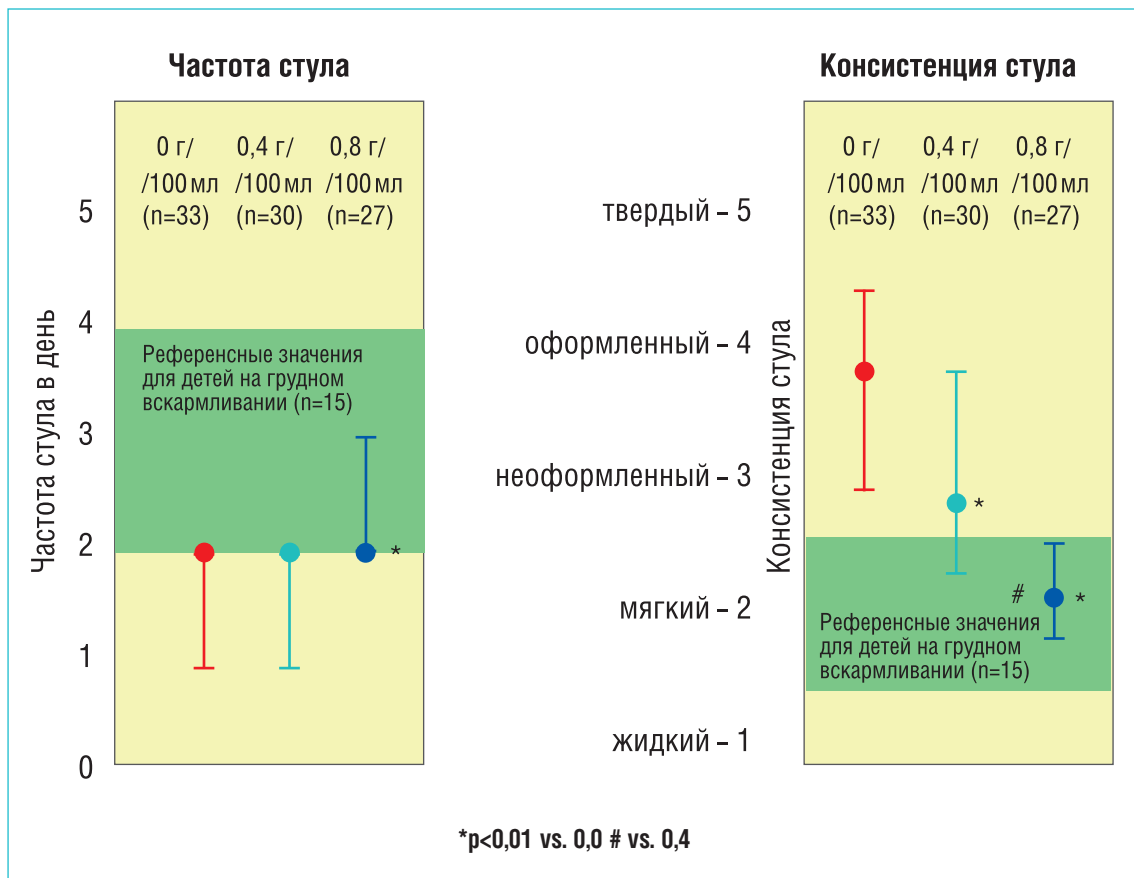 Частота стула
0 г/ 0,4 г/ 0,8 г/
/100 мл /100 мл /100 мл
(n=33) (n=30) (n=27)
5
4
3
2
1
0
Частота стула в день
Референсные значения
для детей на грудном
вскармливании (n=15)
*
Консистенция стула
0 г/ 0,4 г/ 0,8 г/
/100 мл /100 мл /100 мл
(n=33) (n=30) (n=27)
твердый – 5
оформленный – 4
неоформленный – 3
мягкий – 2
жидкий – 1
Консистенция стула
*
# *
Референсные значения
для детей на грудном
вскармливании (n=15)
*p<0,01 vs. 0,0 # vs. 0,4